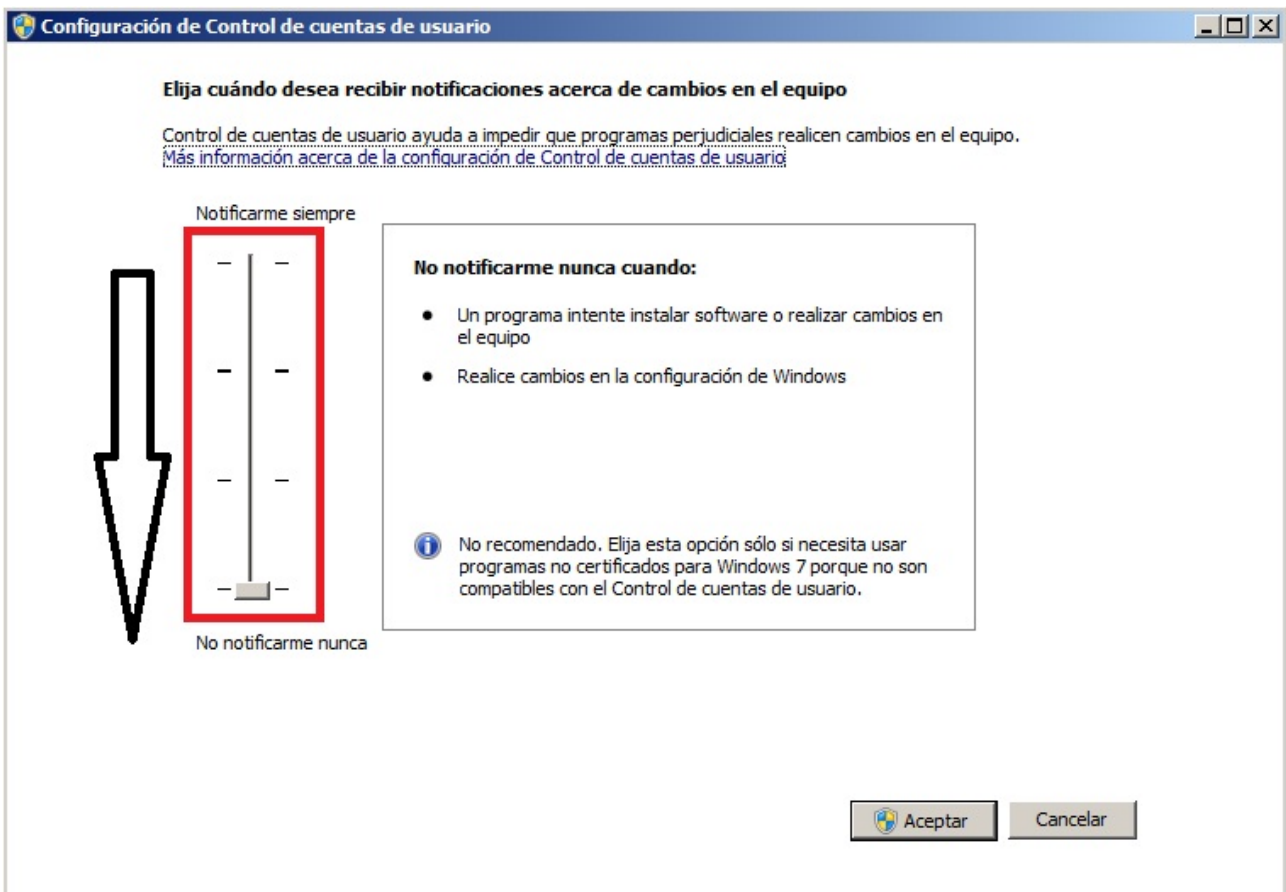 Configuración de Control de cuentas de usuario
Elija cuándo desea recibir notificaciones acerca de cambios en el equipo
Control de cuentas de usuario ayuda a impedir que programas perjudiciales realicen cambios en el equipo.
Más información acerca de la configuración de Control de cuentas de usuario
Notificarme siempre
No notificarme nunca cuando:
Un programa intente instalar software o realizar cambios en
el equipo
Realice cambios en la configuración de Windows
No recomendado. Elija esta opción sólo si necesita usar
programas no certificados para Windows 7 porque no son
compatibles con el Control de cuentas de usuario.
No notificarme nunca
Aceptar
Cancelar